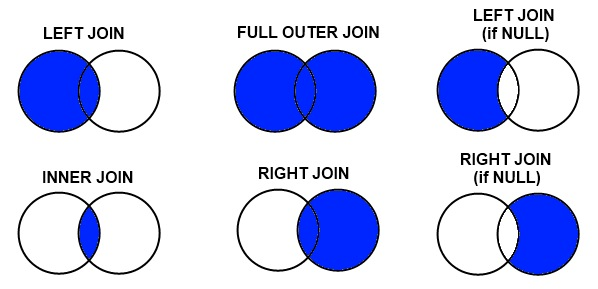 LEFT JOIN
FULL OUTER JOIN
LEFT JOIN
(if NULL)
INNER JOIN
RIGHT JOIN
RIGHT JOIN
(if NULL)